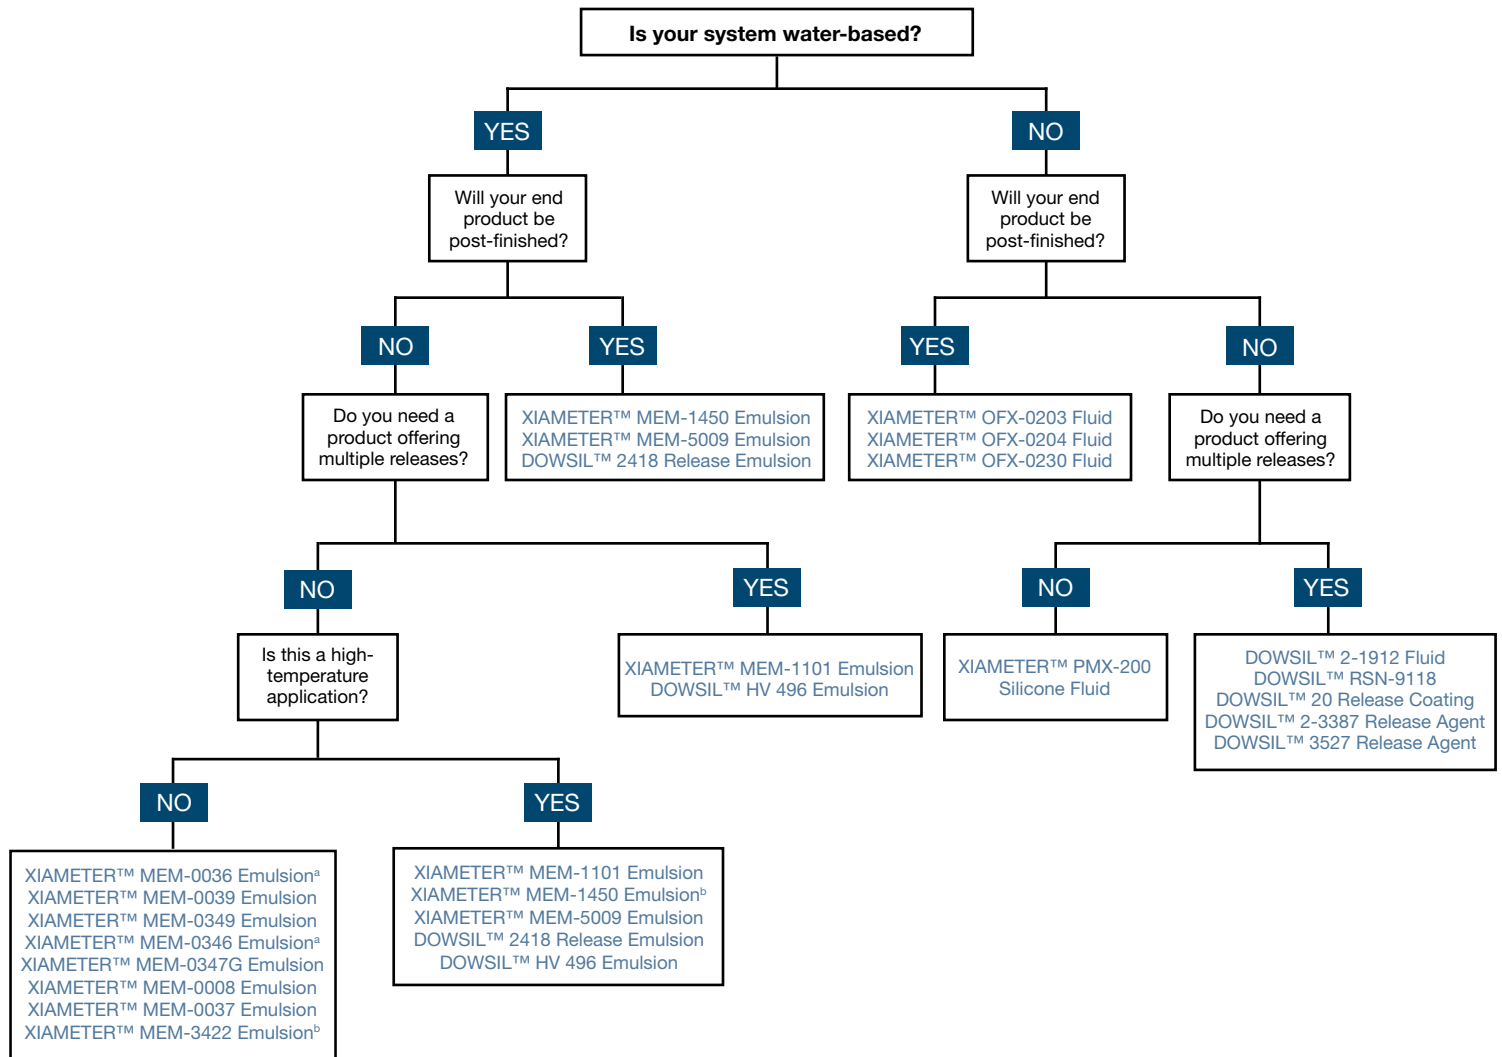 Is your system water-based?
YES
NO
Will your end
product be
post-finished?
Will your end
product be
post-finished?
NO
YES
YES
NO
Do you need a
product offering
multiple releases?
XIAMETER™ MEM-1450 Emulsion
XIAMETER™ MEM-5009 Emulsion
DOWSIL™ 2418 Release Emulsion
XIAMETER™ OFX-0203 Fluid
XIAMETER™ OFX-0204 Fluid
XIAMETER™ OFX-0230 Fluid
Do you need a
product offering
multiple releases?
NO
YES
NO
YES
Is this a high-
temperature
application?
XIAMETER™ MEM-1101 Emulsion
DOWSIL™ HV 496 Emulsion
XIAMETER™ PMX-200
Silicone Fluid
DOWSIL™ 2-1912 Fluid
DOWSIL™ RSN-9118
DOWSIL™ 20 Release Coating
DOWSIL™ 2-3387 Release Agent
DOWSIL™ 3527 Release Agent
NO
YES
XIAMETER™ MEM-0036 Emulsionᵃ
XIAMETER™ MEM-0039 Emulsion
XIAMETER™ MEM-0349 Emulsion
XIAMETER™ MEM-0346 Emulsionᵃ
XIAMETER™ MEM-0347G Emulsion
XIAMETER™ MEM-0008 Emulsion
XIAMETER™ MEM-0037 Emulsion
XIAMETER™ MEM-3422 Emulsionᵇ
XIAMETER™ MEM-1101 Emulsion
XIAMETER™ MEM-1450 Emulsionᵇ
XIAMETER™ MEM-5009 Emulsion
DOWSIL™ 2418 Release Emulsion
DOWSIL™ HV 496 Emulsion